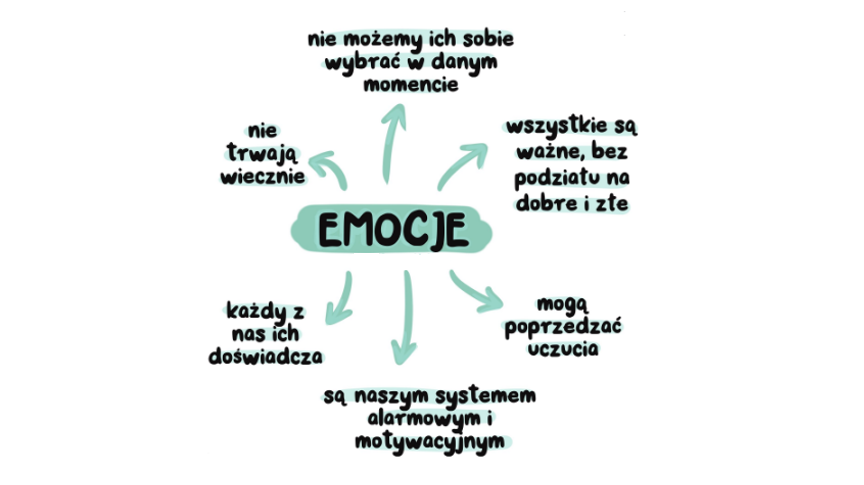 nie możemy ich sobie
wybrać w danym
momencie
nie
trwają
wiecznie
wszystkie są
ważne, bez
podziału na
dobre i złe
EMOCJE
każdy z
nas ich
doświadcza
mogą
poprzedzać
uczucia
są naszym systemem
alarmowym i
motywacyjnym